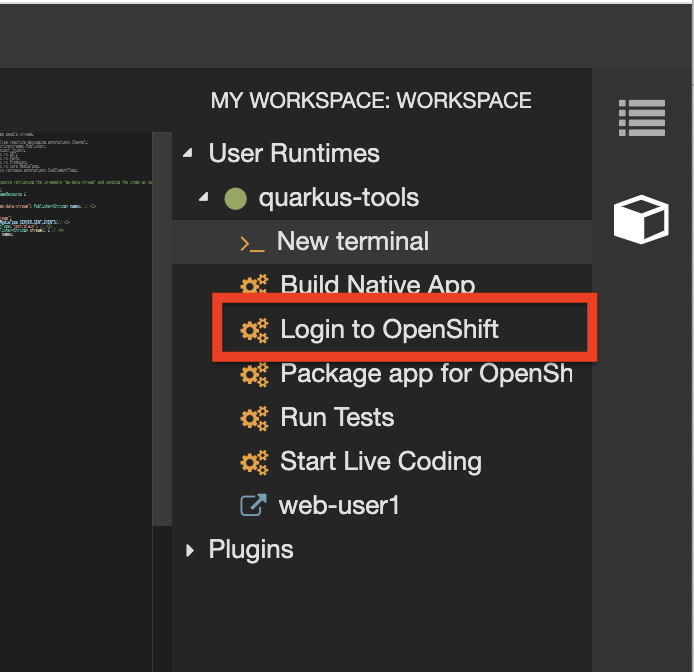 MY WORKSPACE: WORKSPACE
User Runtimes
quarkus-tools
>_ New terminal
Build Native App
Login to OpenShift
Package app for OpenSh
Run Tests
Start Live Coding
web-user1
Plugins